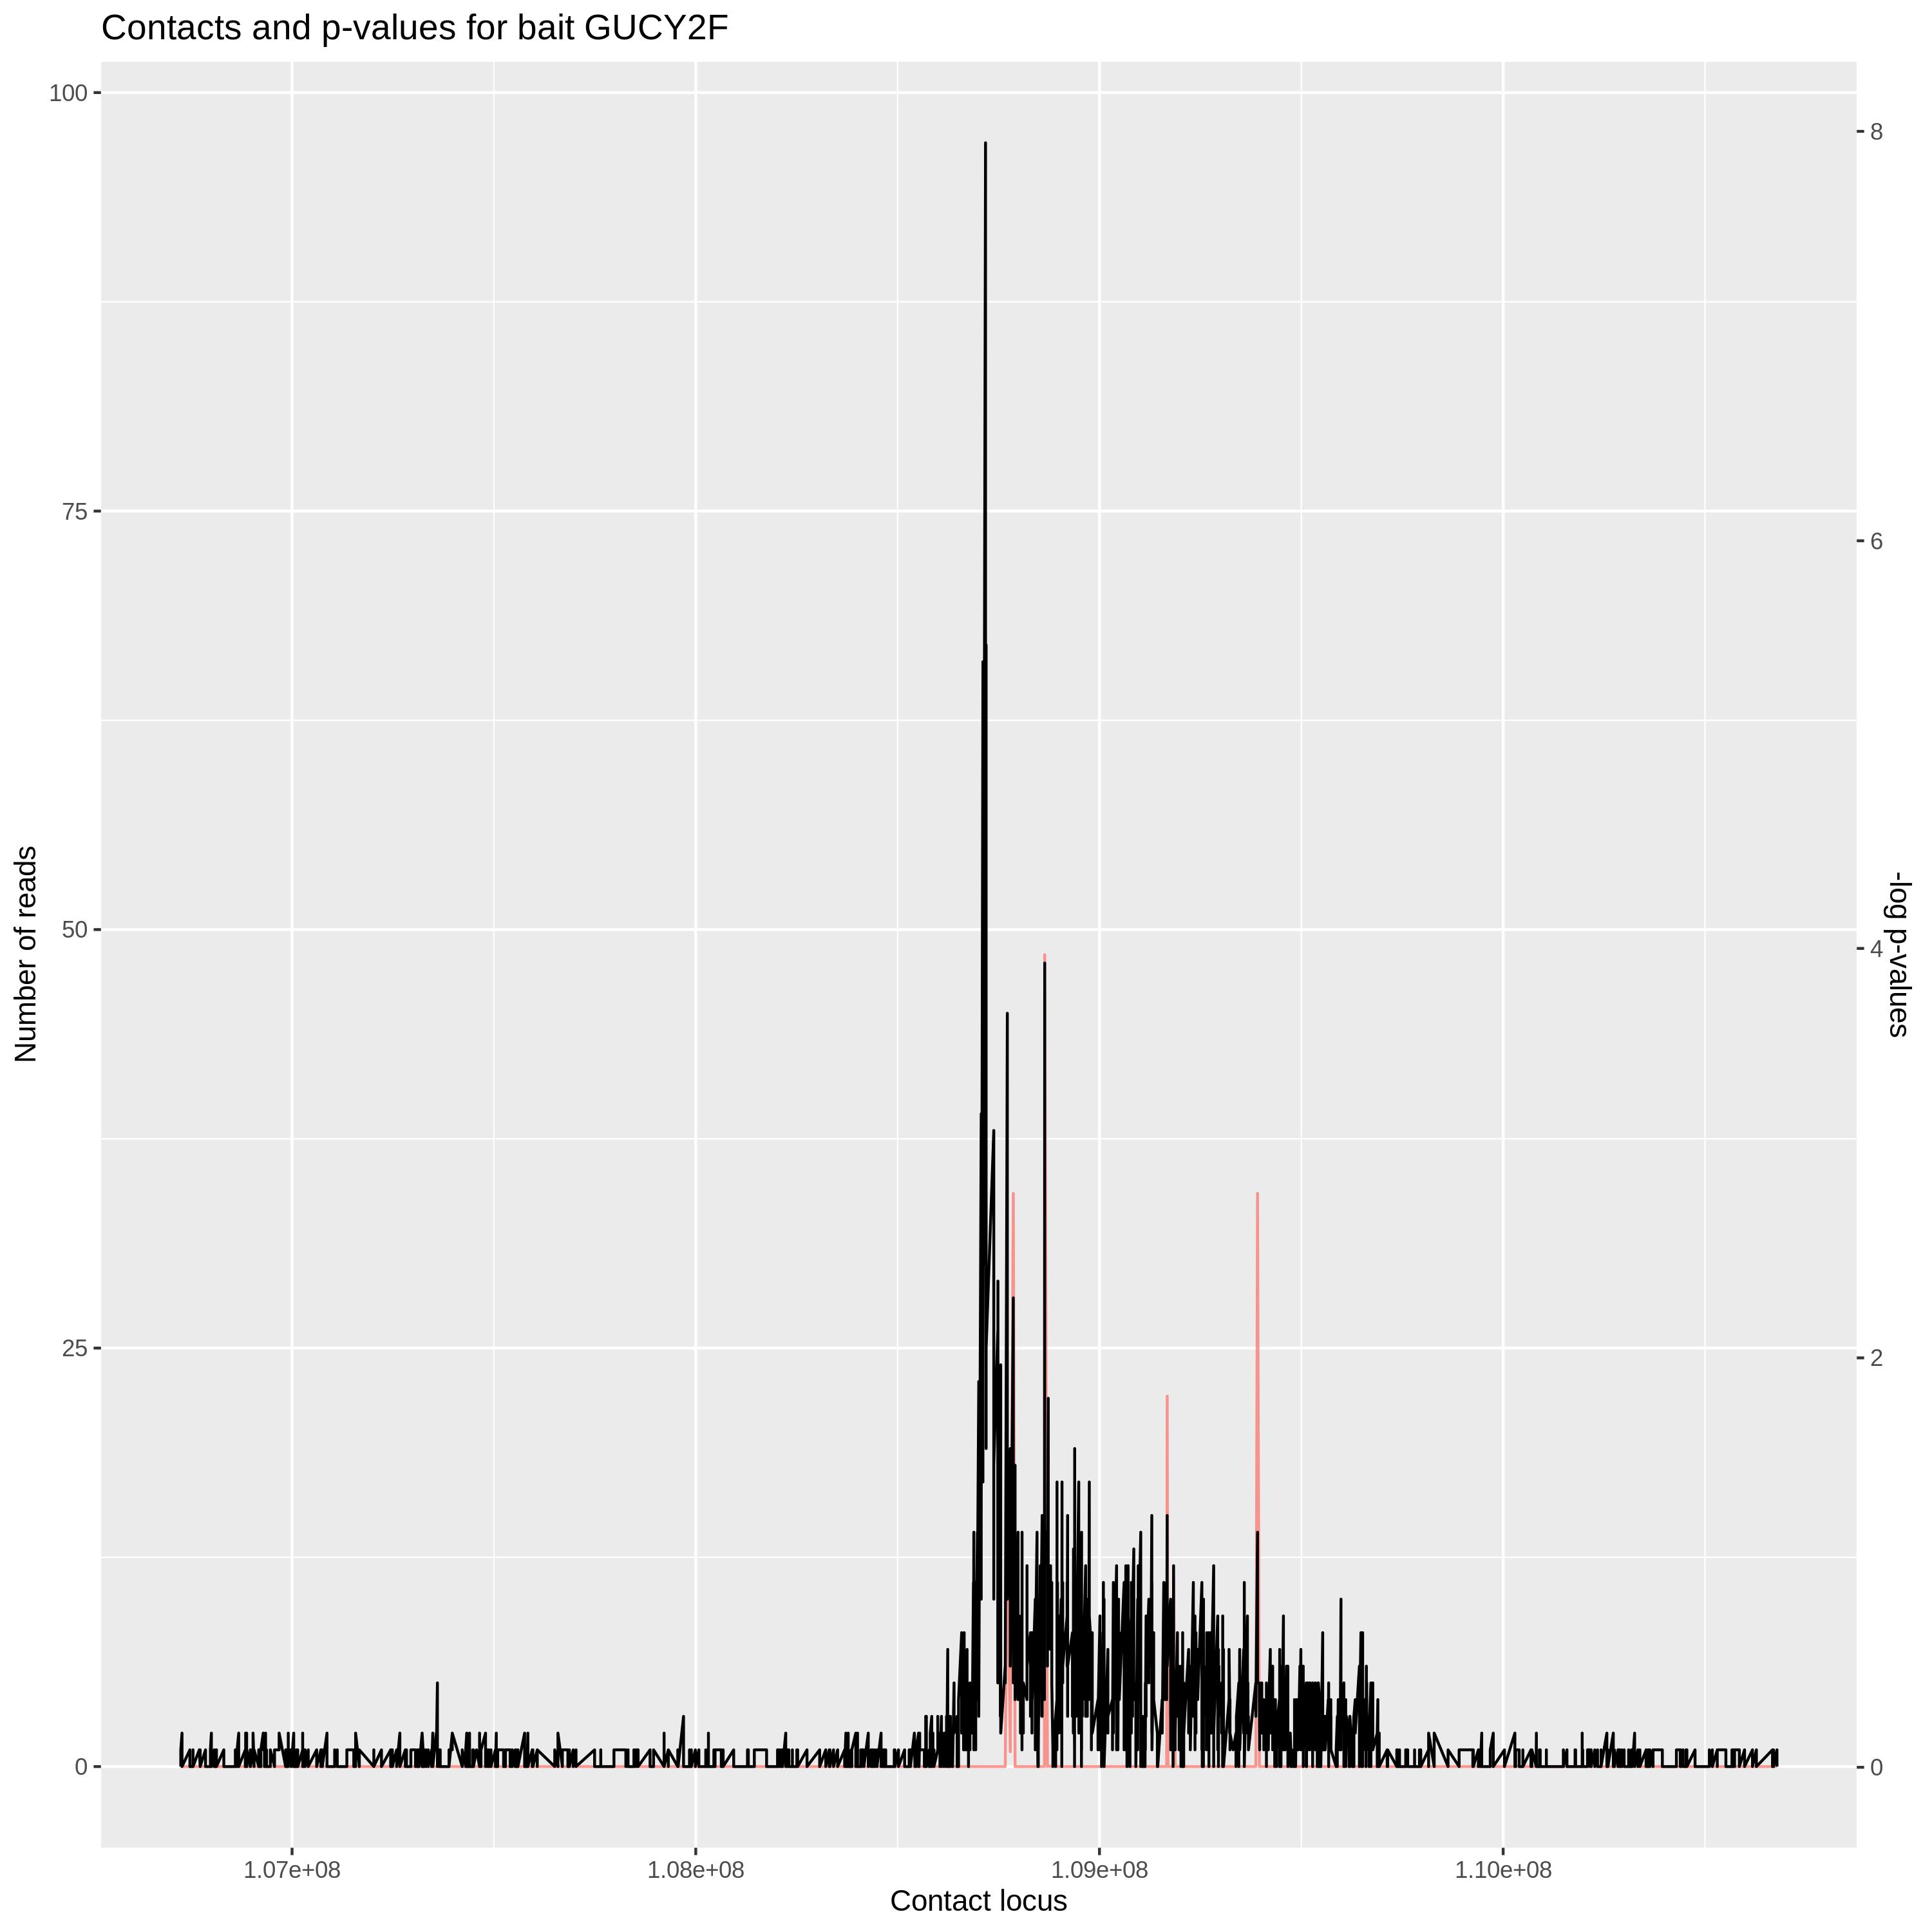 Contacts and p-values for bait GUCY2F
100
75
50
25
0
Number of reads
8
6
4
2
0
-log p-values
1.07e+08
1.08e+08
1.09e+08
1.10e+08
Contact locus